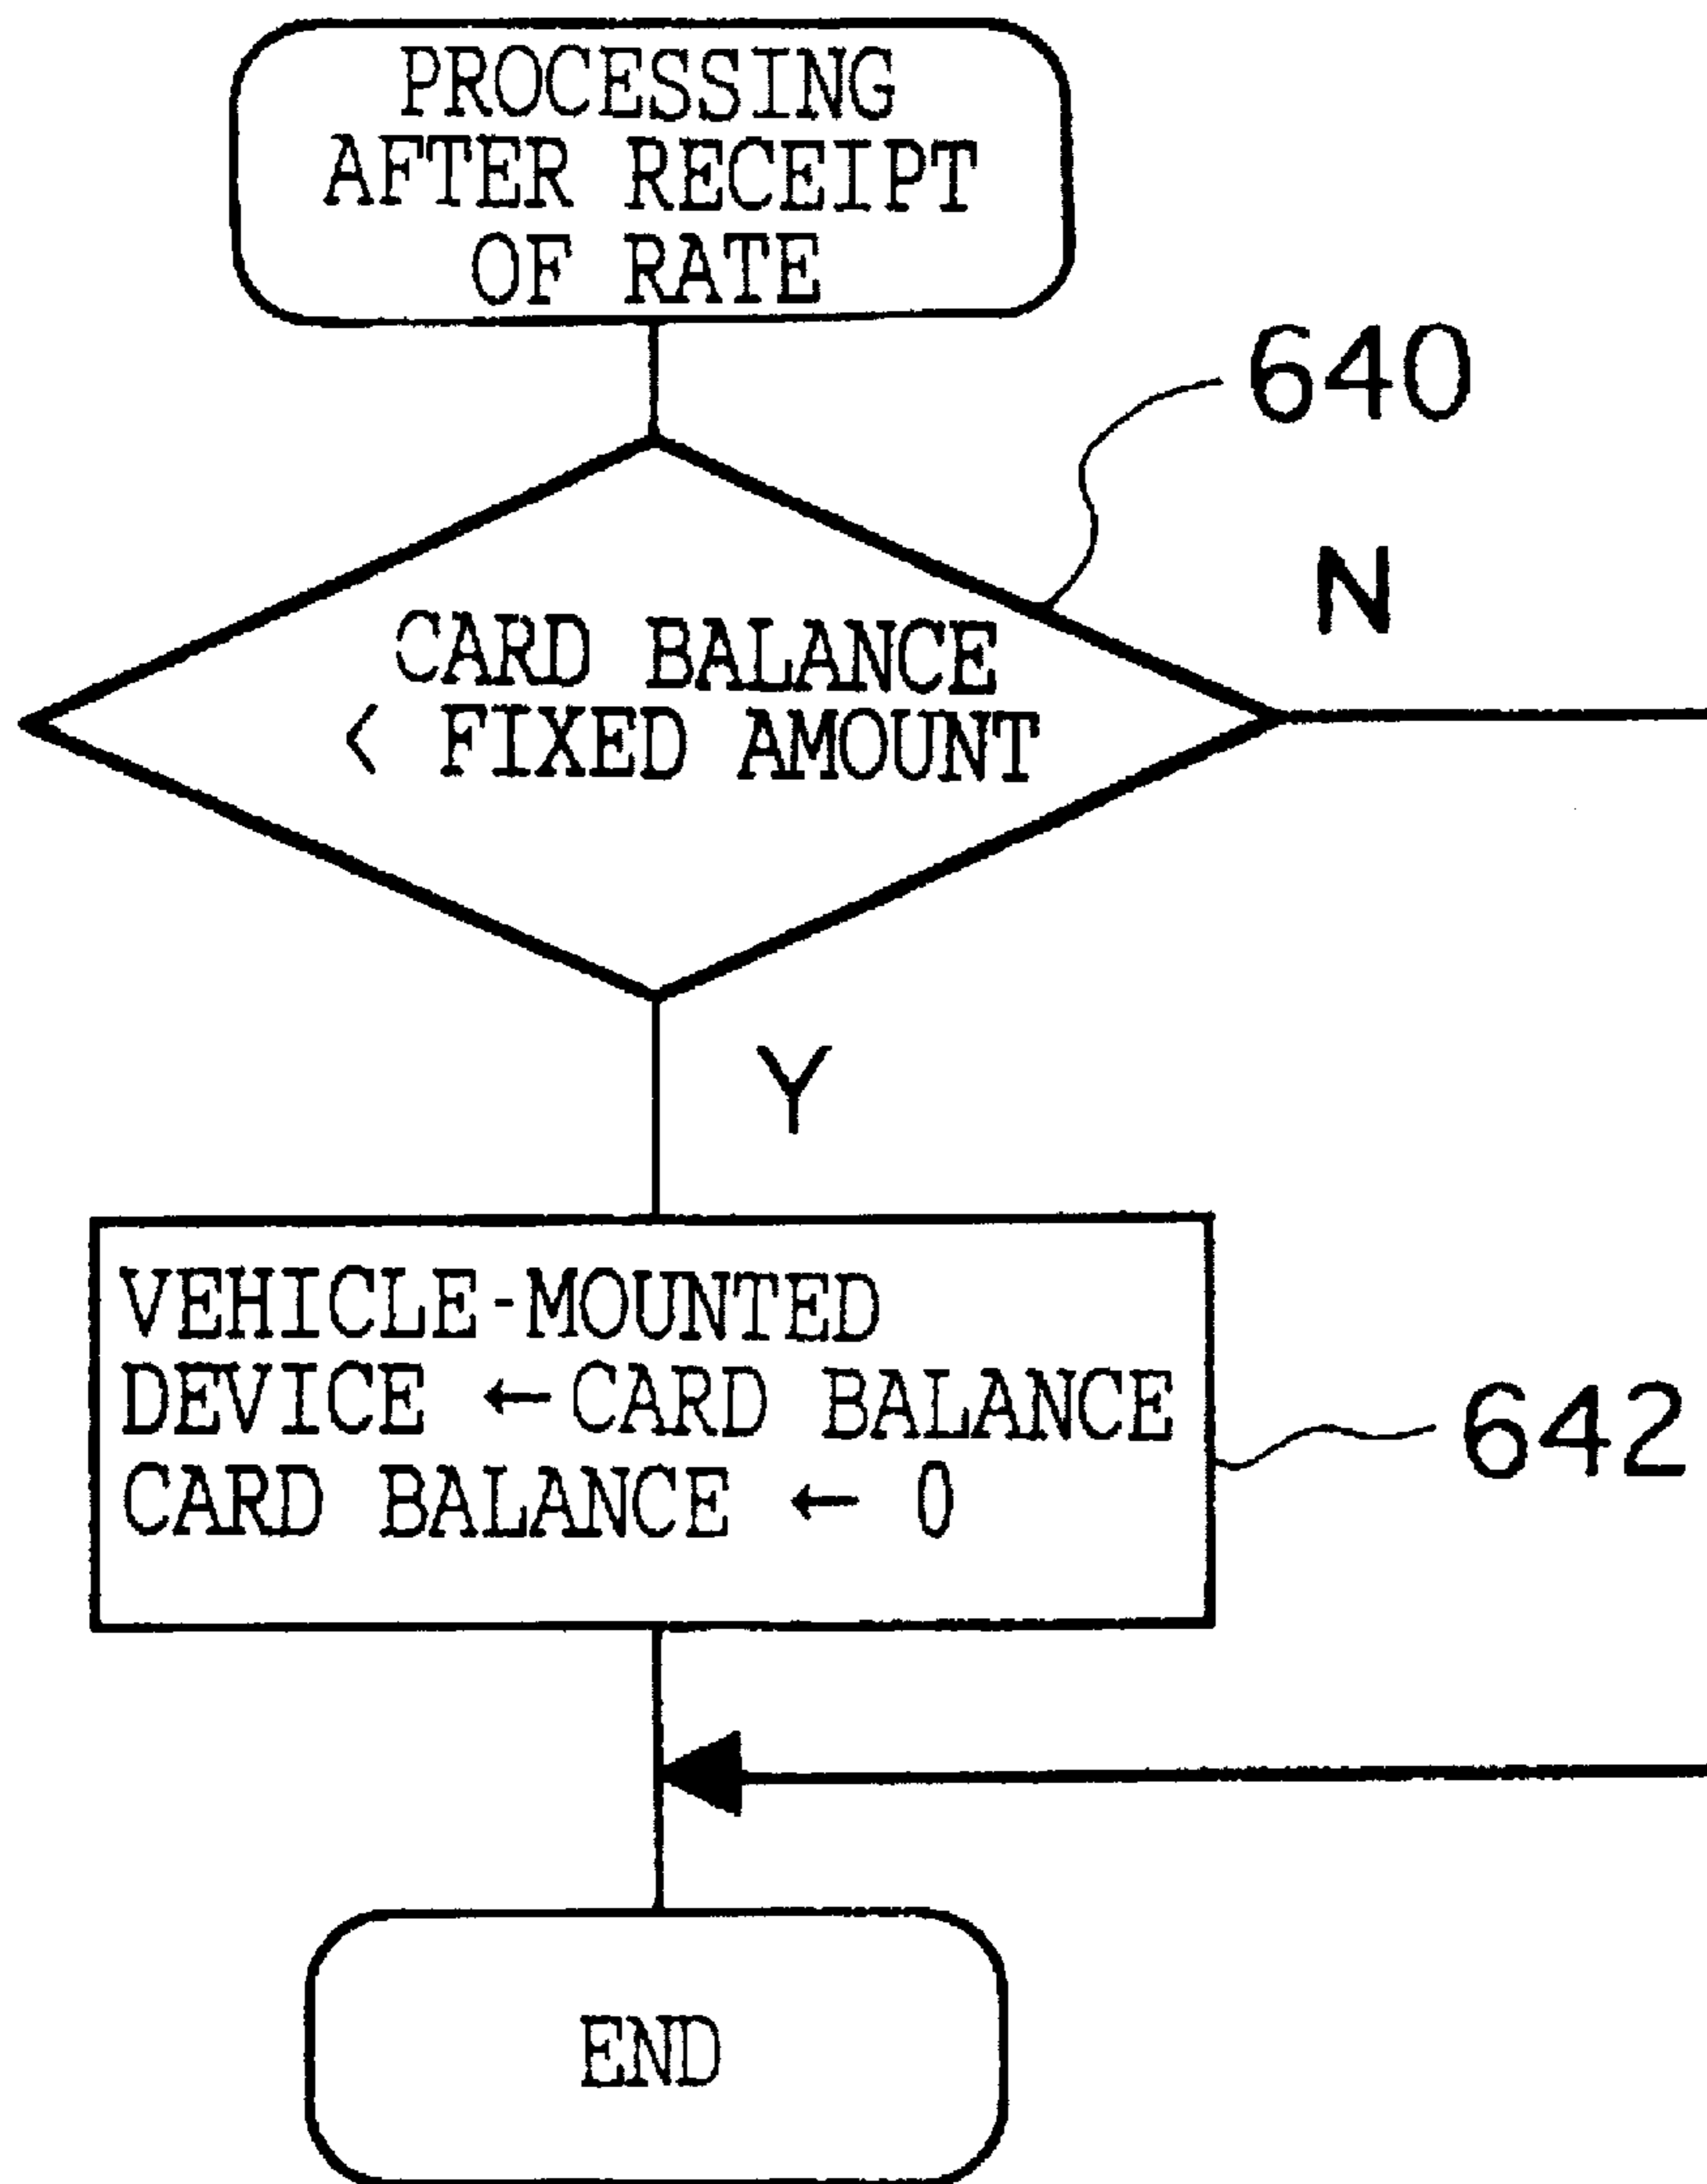 PROCESSING
AFTER RECEIPT
OF RATE
640
N
CARD BALANCE
< FIXED AMOUNT
Y
VEHICLE-MOUNTED
DEVICE ← CARD BALANCE
CARD BALANCE ← 0
642
END